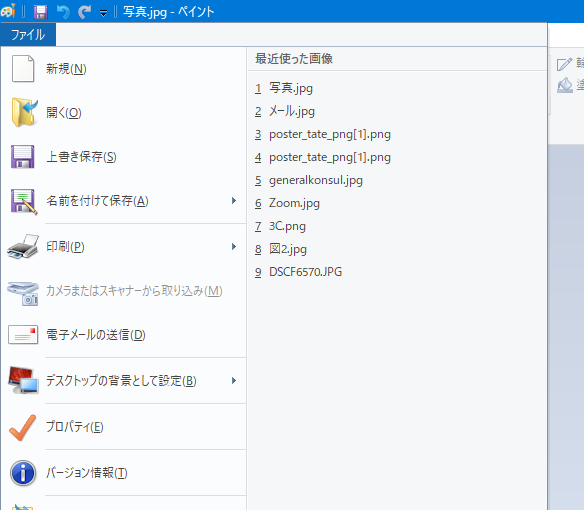 写真.jpg - ペイント
ファイル
新規(N)
開く(O)
上書き保存(S)
名前を付けて保存(A)
印刷(P)
カメラまたはスキャナーから取り込み(M)
電子メールの送信(D)
デスクトップの背景として設定(B)
プロパティ(E)
バージョン情報(T)
最近使った画像
1 写真.jpg
2 メール.jpg
3 poster_tate_png[1].png
4 poster_tate_png[1].png
5 generalkonsul.jpg
6 Zoom.jpg
7 3C.png
8 図2.jpg
9 DSCF6570.JPG